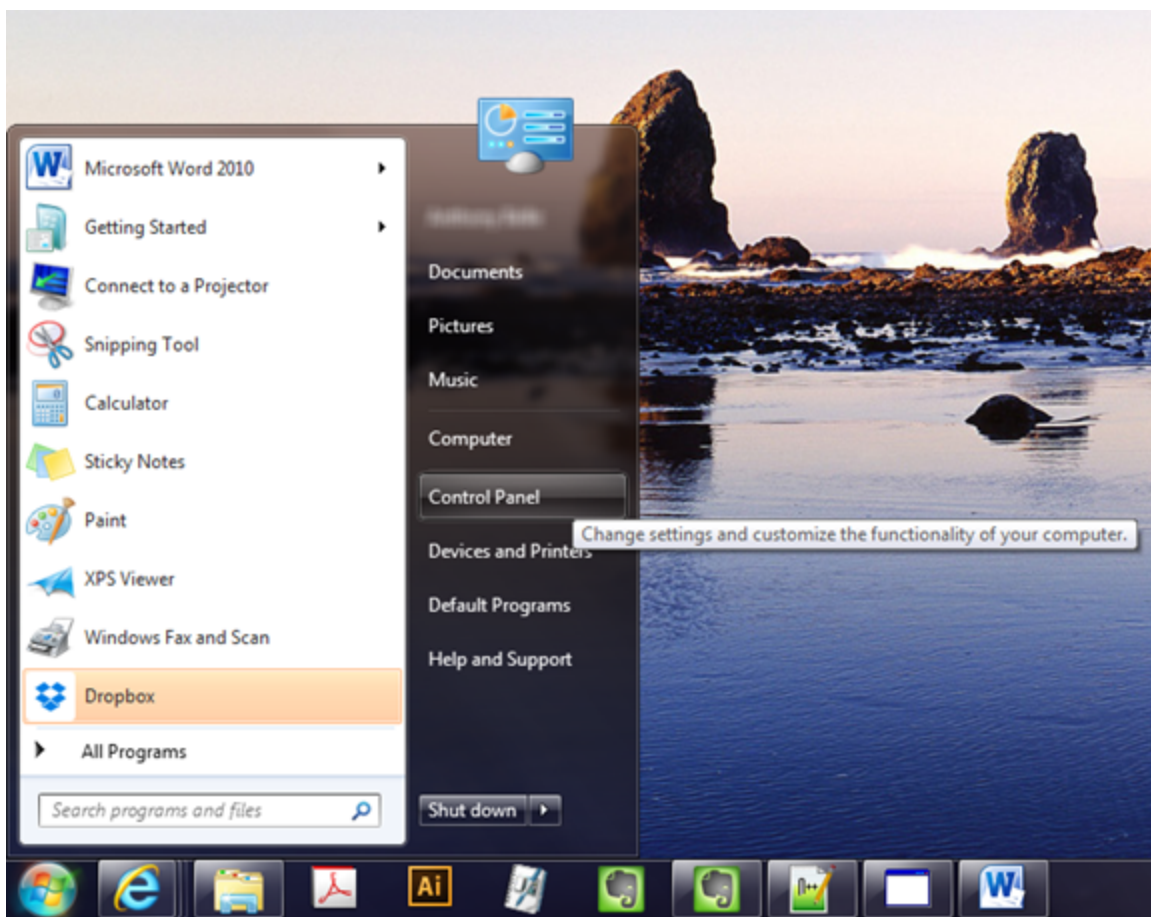 Microsoft Word 2010
Getting Started
Connect to a Projector
Snipping Tool
Calculator
Sticky Notes
Paint
XPS Viewer
Windows Fax and Scan
Dropbox
All Programs
Search programs and files
Documents
Pictures
Music
Computer
Control Panel
Change settings and customize the functionality of your computer.
Devices and Printers
Default Programs
Help and Support
Shut down
Ai